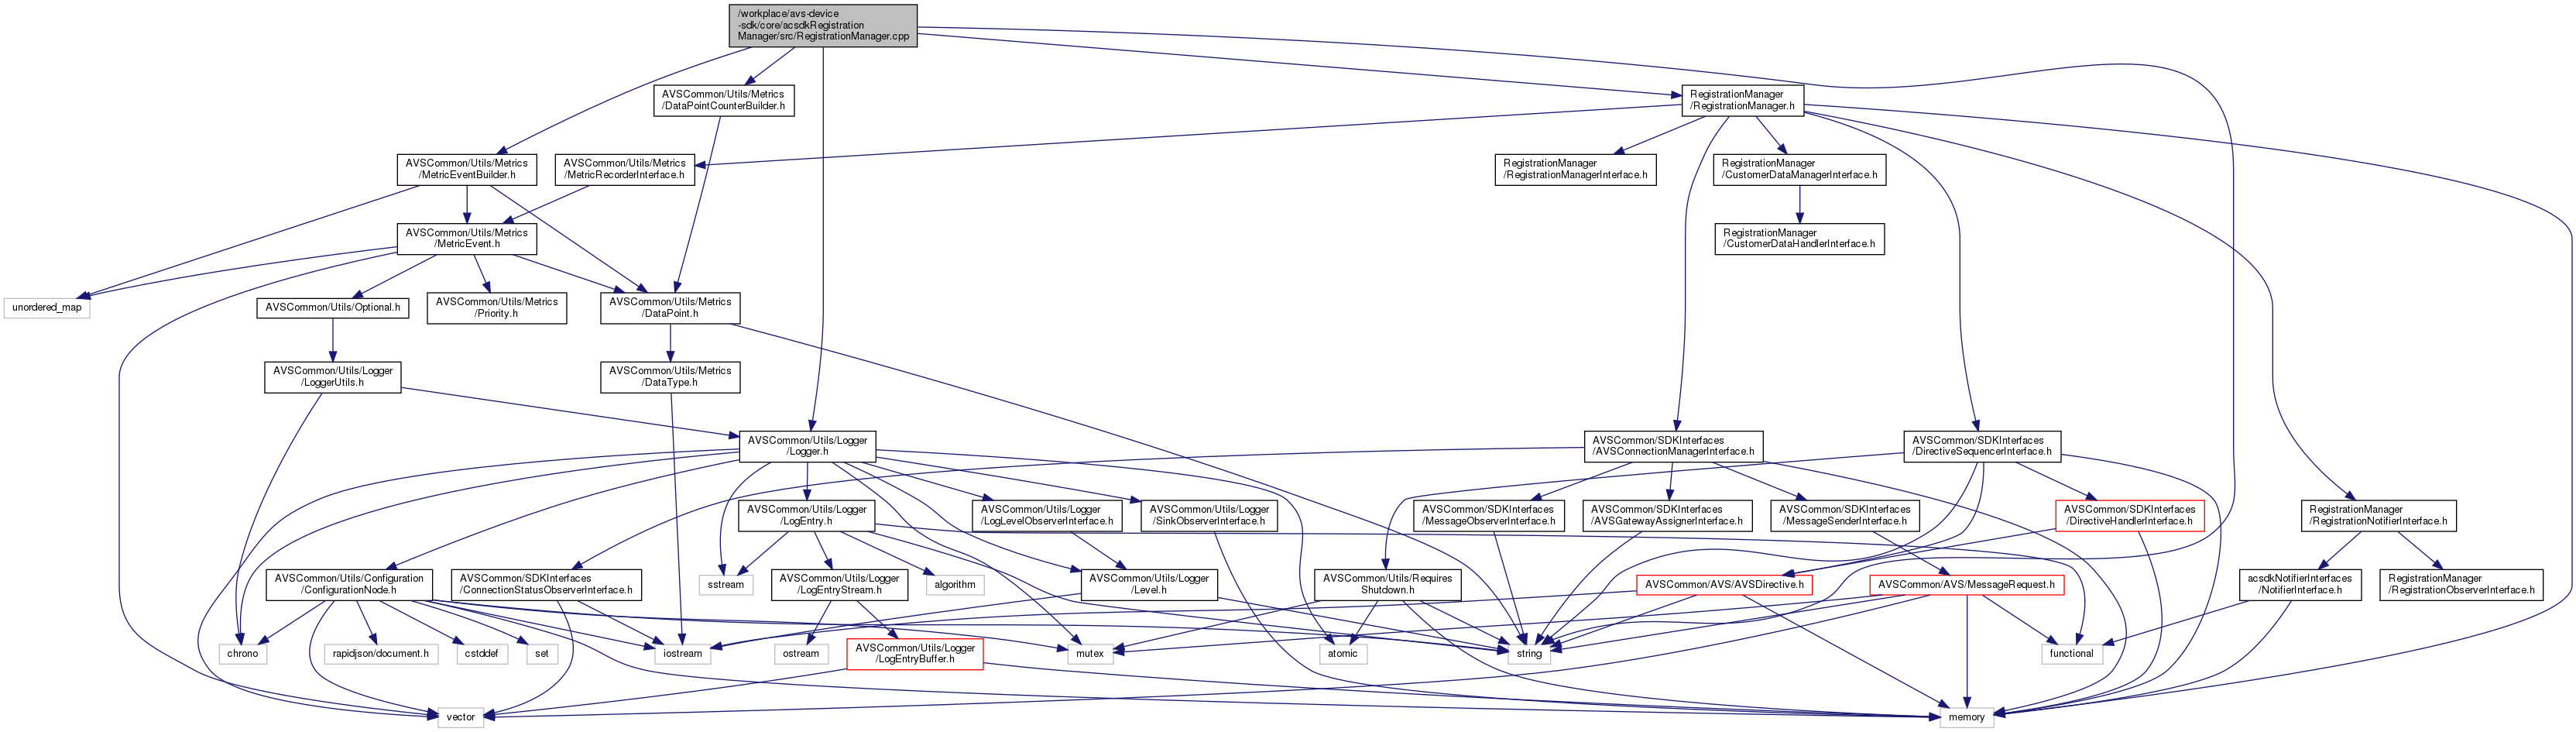 /workplace/avs-device
-sdk/core/acsdkRegistration
Manager/src/RegistrationManager.cpp
AVSCommon/Utils/Metrics
/DataPointCounterBuilder.h
RegistrationManager
/RegistrationManager.h
AVSCommon/Utils/Metrics
/MetricEventBuilder.h
AVSCommon/Utils/Metrics
/MetricRecorderInterface.h
RegistrationManager
/RegistrationManagerInterface.h
RegistrationManager
/CustomerDataManagerInterface.h
AVSCommon/Utils/Metrics
/MetricEvent.h
RegistrationManager
/CustomerDataHandlerInterface.h
unordered_map
AVSCommon/Utils/Optional.h
AVSCommon/Utils/Metrics
/Priority.h
AVSCommon/Utils/Metrics
/DataPoint.h
AVSCommon/Utils/Logger
/LoggerUtils.h
AVSCommon/Utils/Metrics
/DataType.h
AVSCommon/Utils/Logger
/Logger.h
AVSCommon/SDKInterfaces
/AVSConnectionManagerInterface.h
AVSCommon/SDKInterfaces
/DirectiveSequencerInterface.h
AVSCommon/Utils/Logger
/LogEntry.h
AVSCommon/Utils/Logger
/LogLevelObserverInterface.h
AVSCommon/Utils/Logger
/SinkObserverInterface.h
AVSCommon/SDKInterfaces
/MessageObserverInterface.h
AVSCommon/SDKInterfaces
/AVSGatewayAssignerInterface.h
AVSCommon/SDKInterfaces
/MessageSenderInterface.h
AVSCommon/SDKInterfaces
/DirectiveHandlerInterface.h
RegistrationManager
/RegistrationNotifierInterface.h
AVSCommon/Utils/Configuration
/ConfigurationNode.h
AVSCommon/SDKInterfaces
/ConnectionStatusObserverInterface.h
sstream
AVSCommon/Utils/Logger
/LogEntryStream.h
algorithm
AVSCommon/Utils/Logger
/Level.h
AVSCommon/Utils/Requires
Shutdown.h
AVSCommon/AVS/AVSDirective.h
AVSCommon/AVS/MessageRequest.h
acsdkNotifierInterfaces
/NotifierInterface.h
RegistrationManager
/RegistrationObserverInterface.h
chrono
rapidjson/document.h
cstddef
set
iostream
ostream
AVSCommon/Utils/Logger
/LogEntryBuffer.h
mutex
atomic
string
functional
vector
memory